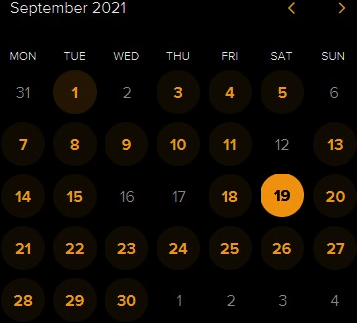 September 2021 < >
MON TUE WED THU FRI SAT SUN
31 1 2 3 4 5 6
7 8 9 10 11 12 13
14 15 16 17 18 19 20
21 22 23 24 25 26 27
28 29 30 1 2 3 4